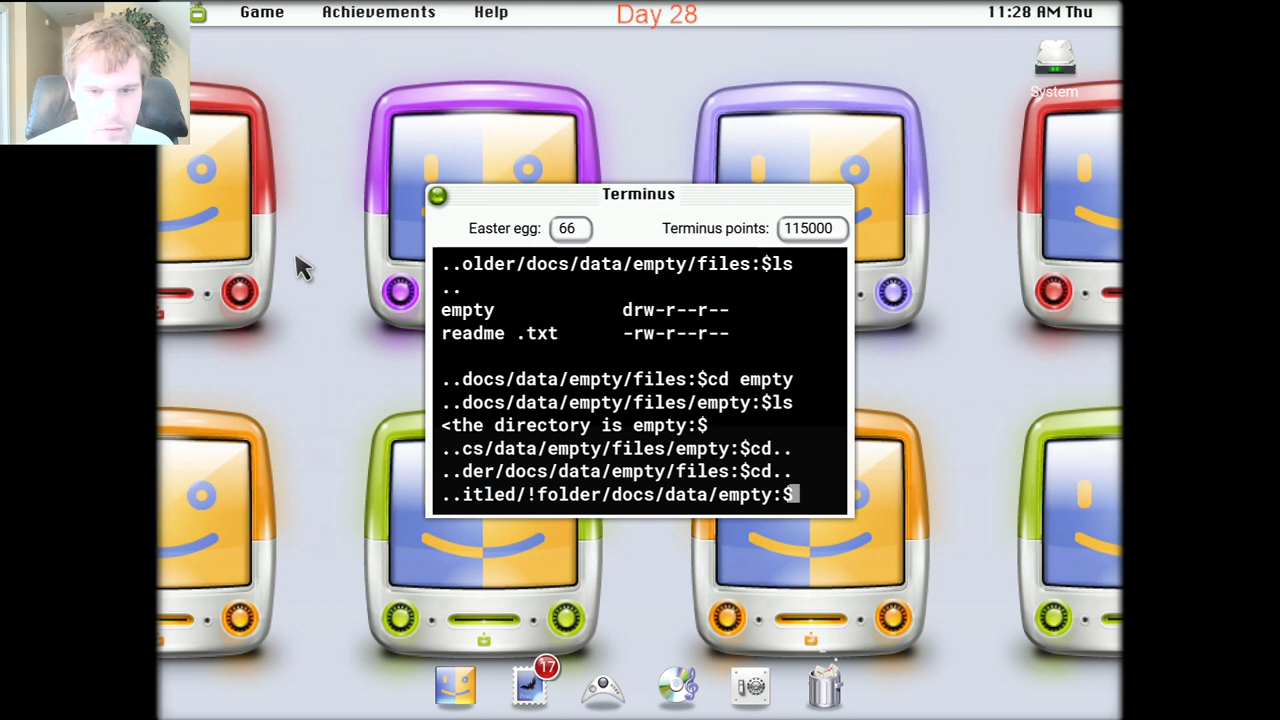 Game Achievements Help Day 28 11:28 AM Thu
System
Terminus
Easter egg: 66 Terminus points: 115000
..older/docs/data/empty/files:$ls
..
empty drw-r--r--
readme .txt -rw-r--r--
..docs/data/empty/files:$cd empty
..docs/data/empty/files/empty:$ls
<the directory is empty:$
..cs/data/empty/files/empty:$cd..
..der/docs/data/empty/files:$cd..
..itled/!folder/docs/data/empty:$
17